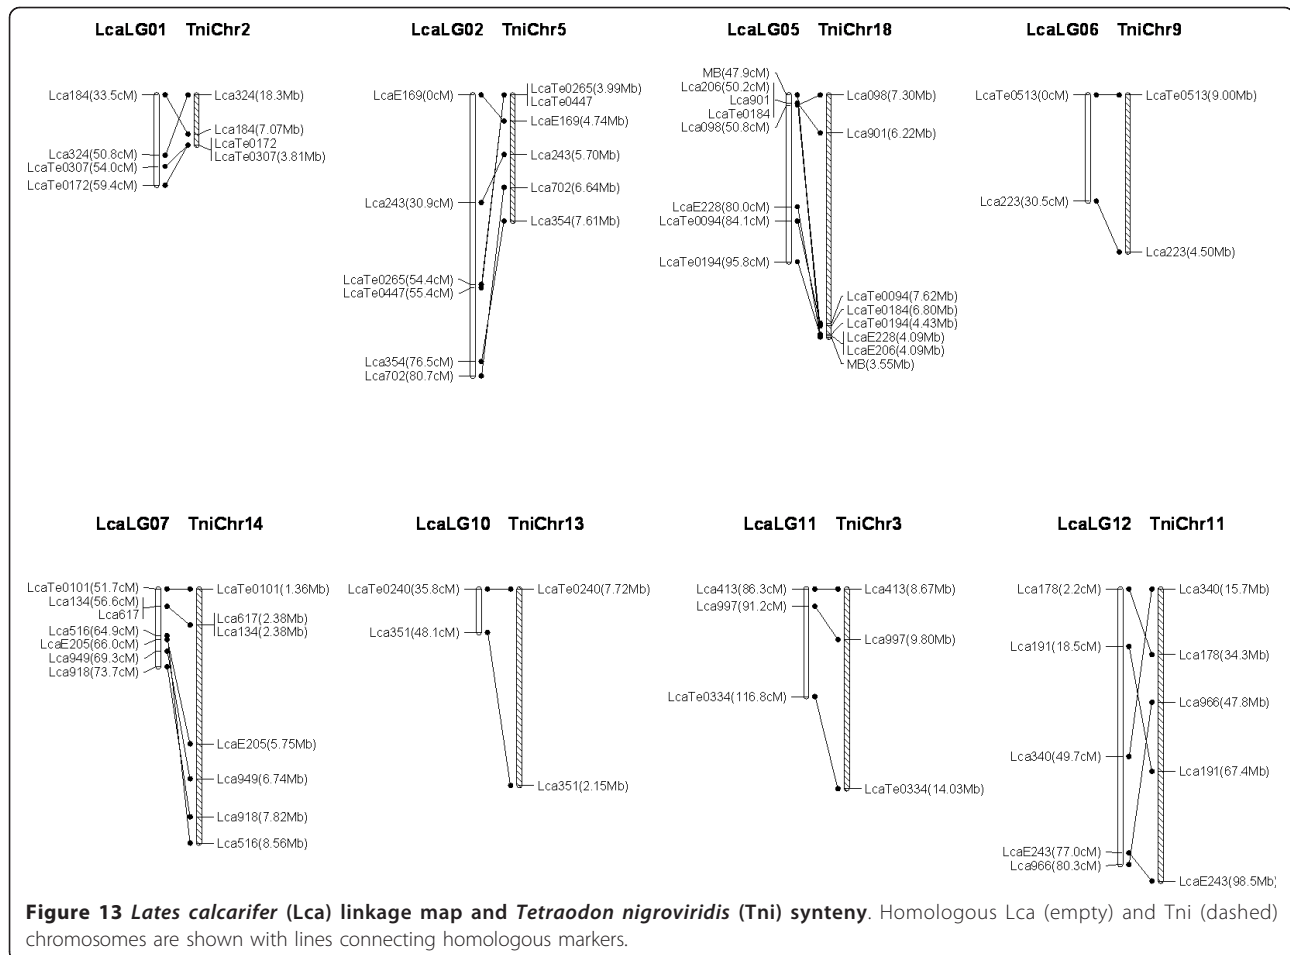 LcaLG01 TniChr2
Lca184(33.5cM)
Lca324(50.8cM)
LcaTe0307(54.0cM)
LcaTe0172(59.4cM)
Lca324(18.3Mb)
Lca184(7.07Mb)
LcaTe0172
LcaTe0307(3.81Mb)
LcaLG02 TniChr5
LcaE169(0cM)
Lca243(30.9cM)
LcaTe0265(54.4cM)
LcaTe0447(55.4cM)
Lca354(76.5cM)
Lca702(80.7cM)
LcaTe0265(3.99Mb)
LcaTe0447
LcaE169(4.74Mb)
Lca243(5.70Mb)
Lca702(6.64Mb)
Lca354(7.61Mb)
LcaLG05 TniChr18
MB(47.9cM)
Lca206(50.2cM)
Lca901
LcaTe0184
Lca098(50.8cM)
LcaE228(80.0cM)
LcaTe0094(84.1cM)
LcaTe0194(95.8cM)
Lca098(7.30Mb)
Lca901(6.22Mb)
LcaTe0094(7.62Mb)
LcaTe0184(6.80Mb)
LcaTe0194(4.43Mb)
LcaE228(4.09Mb)
LcaE206(4.09Mb)
MB(3.55Mb)
LcaLG06 TniChr9
LcaTe0513(0cM)
Lca223(30.5cM)
LcaTe0513(9.00Mb)
Lca223(4.50Mb)
LcaLG07 TniChr14
LcaTe0101(51.7cM)
Lca134(56.6cM)
Lca617
Lca516(64.9cM)
LcaE205(66.0cM)
Lca949(69.3cM)
Lca918(73.7cM)
LcaTe0101(1.36Mb)
Lca617(2.38Mb)
Lca134(2.38Mb)
LcaE205(5.75Mb)
Lca949(6.74Mb)
Lca918(7.82Mb)
Lca516(8.56Mb)
LcaLG10 TniChr13
LcaTe0240(35.8cM)
Lca351(48.1cM)
LcaTe0240(7.72Mb)
Lca351(2.15Mb)
LcaLG11 TniChr3
Lca413(86.3cM)
Lca997(91.2cM)
LcaTe0334(116.8cM)
Lca413(8.67Mb)
Lca997(9.80Mb)
LcaTe0334(14.03Mb)
LcaLG12 TniChr11
Lca178(2.2cM)
Lca191(18.5cM)
Lca340(49.7cM)
LcaE243(77.0cM)
Lca966(80.3cM)
Lca340(15.7Mb)
Lca178(34.3Mb)
Lca966(47.8Mb)
Lca191(67.4Mb)
LcaE243(98.5Mb)
Figure 13 Lates calcarifer (Lca) linkage map and Tetraodon nigroviridis (Tni) synteny. Homologous Lca (empty) and Tni (dashed)
chromosomes are shown with lines connecting homologous markers.